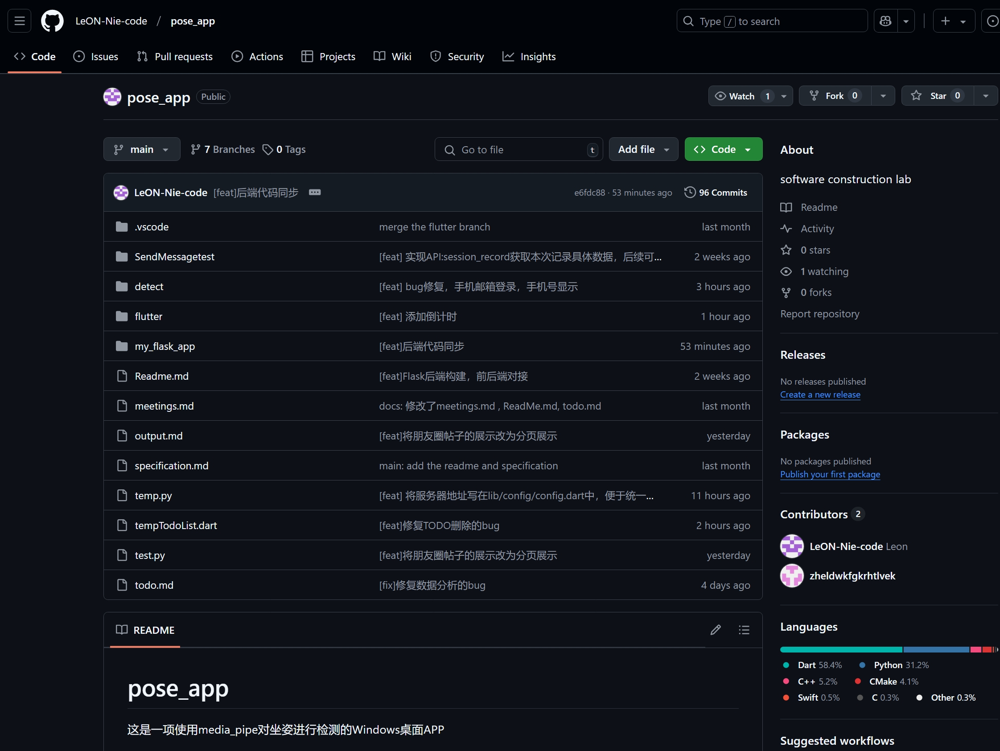 LeON-Nie-code / pose_app
Type / to search
Code
Issues
Pull requests
Actions
Projects
Wiki
Security
Insights
pose_app Public
Watch 1
Fork 0
Star 0
main
7 Branches
0 Tags
Go to file t
Add file
Code
LeON-Nie-code [feat]后端代码同步 e6fdc88 · 53 minutes ago 96 Commits
.vscode merge the flutter branch last month
SendMessagetest [feat] 实现API:session_record获取本次记录具体数据，后续可... 2 weeks ago
detect [feat] bug修复，手机邮箱登录，手机号显示 3 hours ago
flutter [feat] 添加倒计时 1 hour ago
my_flask_app [feat]后端代码同步 53 minutes ago
Readme.md [feat]Flask后端构建，前后端对接 2 weeks ago
meetings.md docs: 修改了meetings.md , ReadMe.md, todo.md last month
output.md [feat]将朋友圈帖子的展示改为分页展示 yesterday
specification.md main: add the readme and specification last month
temp.py [feat] 将服务器地址写在lib/config/config.dart中，便于统一... 11 hours ago
tempTodoList.dart [feat]修复TODO删除的bug 2 hours ago
test.py [feat]将朋友圈帖子的展示改为分页展示 yesterday
todo.md [fix]修复数据分析的bug 4 days ago
README
pose_app
这是一项使用media_pipe对坐姿进行检测的Windows桌面APP
About
software construction lab
Readme
Activity
0 stars
1 watching
0 forks
Report repository
Releases
No releases published
Create a new release
Packages
No packages published
Publish your first package
Contributors 2
LeON-Nie-code Leon
zheldwkfgkrhtlvek
Languages
Dart 58.4% Python 31.2%
C++ 5.2% CMake 4.1%
Swift 0.5% C 0.3% Other 0.3%
Suggested workflows